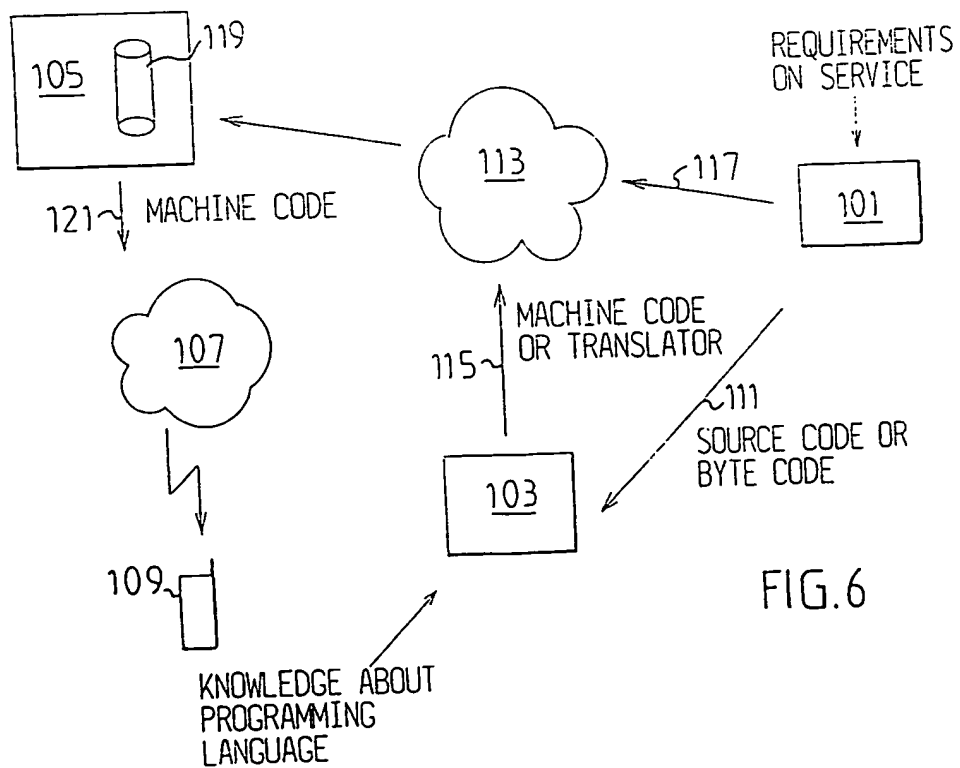 119
105
REQUIREMENTS
ON SERVICE
113
117
101
121
MACHINE CODE
107
MACHINE CODE
OR TRANSLATOR
115
111
SOURCE CODE OR
BYTE CODE
103
109
FIG.6
KNOWLEDGE ABOUT
PROGRAMMING
LANGUAGE